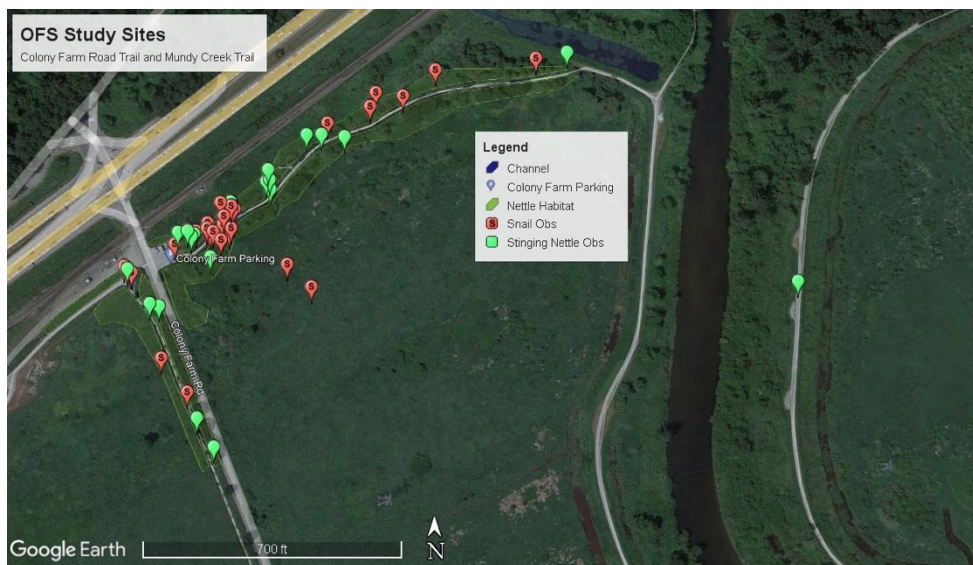 OFS Study Sites
Colony Farm Road Trail and Mundy Creek Trail
Legend
Channel
Colony Farm Parking
Nettle Habitat
Snail Obs
Stinging Nettle Obs
Colony Farm Parking
Colony Farm Rd
Google Earth
700 ft
N